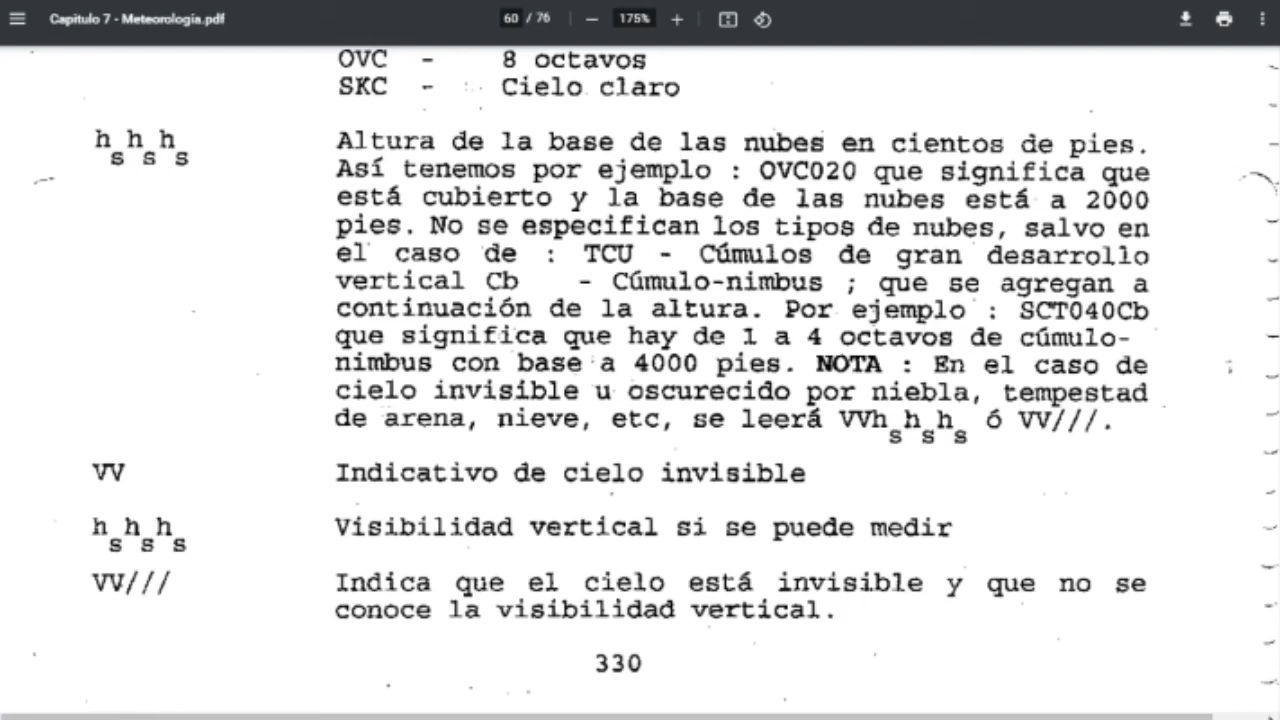 Capitulo 7 - Meteorología.pdf
60 / 76
175%
OVC - 8 octavos
SKC - Cielo claro
hshshs Altura de la base de las nubes en cientos de pies.
Así tenemos por ejemplo : OVC020 que significa que
está cubierto y la base de las nubes está a 2000
pies. No se especifican los tipos de nubes, salvo en
el caso de : TCU - Cúmulos de gran desarrollo
vertical Cb - Cúmulo-nimbus ; que se agregan a
continuación de la altura. Por ejemplo : SCT040Cb
que significa que hay de 1 a 4 octavos de cúmulo-
nimbus con base a 4000 pies. NOTA : En el caso de
cielo invisible u oscurecido por niebla, tempestad
de arena, nieve, etc, se leerá VVhshshs ó VV///.
VV Indicativo de cielo invisible
hshshs Visibilidad vertical si se puede medir
VV/// Indica que el cielo está invisible y que no se
conoce la visibilidad vertical.
330